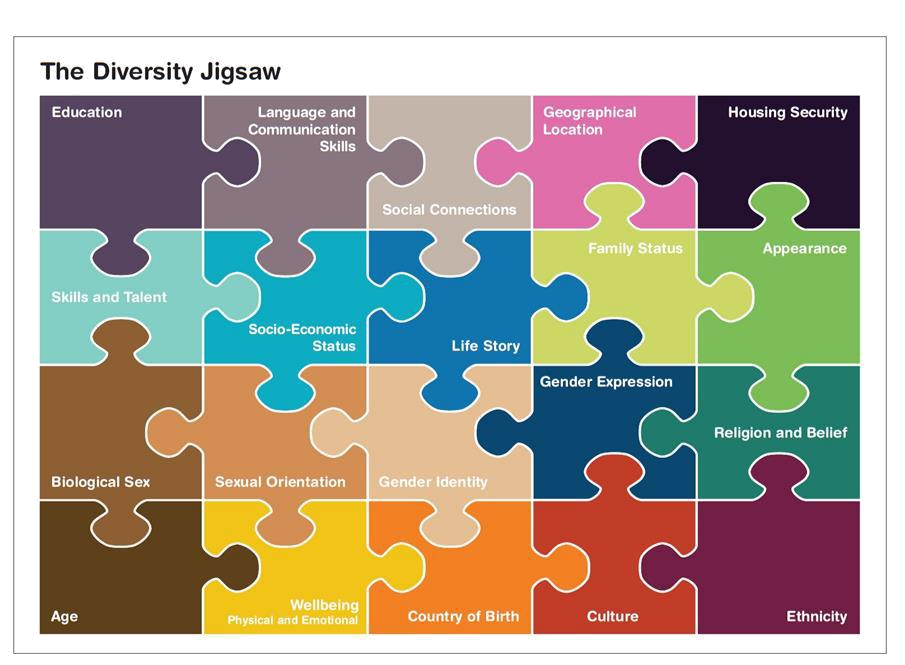 The Diversity Jigsaw
Education
Language and
Communication
Skills
Social Connections
Geographical
Location
Housing Security
Skills and Talent
Socio-Economic
Status
Life Story
Family Status
Appearance
Biological Sex
Sexual Orientation
Gender Identity
Gender Expression
Religion and Belief
Age
Wellbeing
Physical and Emotional
Country of Birth
Culture
Ethnicity